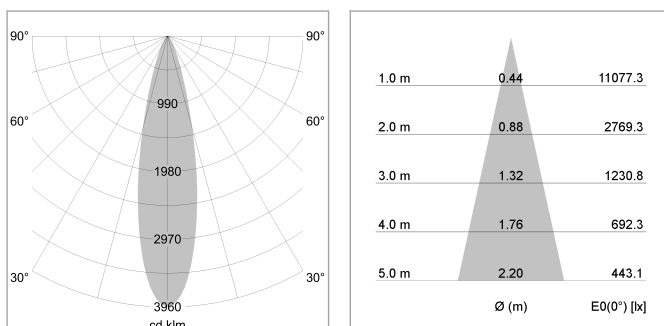 90° 90°
990
60° 60°
1980
2970
30° 30°
3960
cd klm
1.0 m 0.44 11077.3
2.0 m 0.88 2769.3
3.0 m 1.32 1230.8
4.0 m 1.76 692.3
5.0 m 2.20 443.1
Ø (m) E0(0°) [lx]